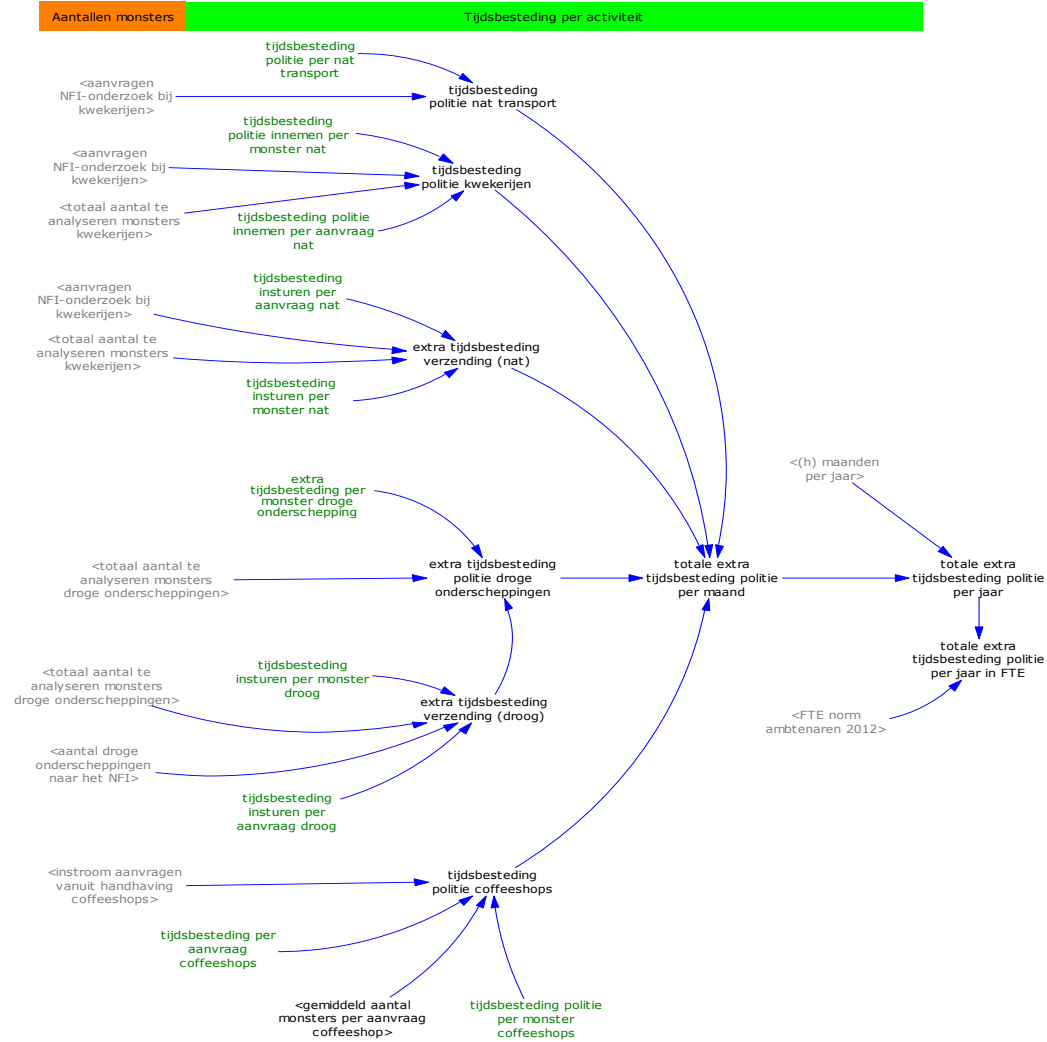 Aantallen monsters
Tijdsbesteding per activiteit
tijdsbesteding
politie per nat
transport
<aanvragen
NFI-onderzoek bij
kwekerijen>
tijdsbesteding
politie nat transport
tijdsbesteding
politie innemen per
monster nat
<aanvragen
NFI-onderzoek bij
kwekerijen>
tijdsbesteding
politie kwekerijen
<totaal aantal te
analyseren monsters
kwekerijen>
tijdsbesteding politie
innemen per aanvraag
nat
<aanvragen
NFI-onderzoek bij
kwekerijen>
tijdsbesteding
insturen per
aanvraag nat
<totaal aantal te
analyseren monsters
kwekerijen>
extra tijdsbesteding
verzending (nat)
tijdsbesteding
insturen per
monster nat
<(h) maanden
per jaar>
extra
tijdsbesteding per
monster droge
onderschepping
<totaal aantal te
analyseren monsters
droge onderscheppingen>
extra tijdsbesteding
politie droge
onderscheppingen
totale extra
tijdsbesteding politie
per maand
totale extra
tijdsbesteding politie
per jaar
totale extra
tijdsbesteding politie
per jaar in FTE
<totaal aantal te
analyseren monsters
droge onderscheppingen>
tijdsbesteding
insturen per monster
droog
extra tijdsbesteding
verzending (droog)
<FTE norm
ambtenaren 2012>
<aantal droge
onderscheppingen
naar het NFI>
tijdsbesteding
insturen per
aanvraag droog
<instroom aanvragen
vanuit handhaving
coffeeshops>
tijdsbesteding
politie coffeeshops
tijdsbesteding per
aanvraag
coffeeshops
<gemiddeld aantal
monsters per aanvraag
coffeeshop>
tijdsbesteding politie
per monster
coffeeshops